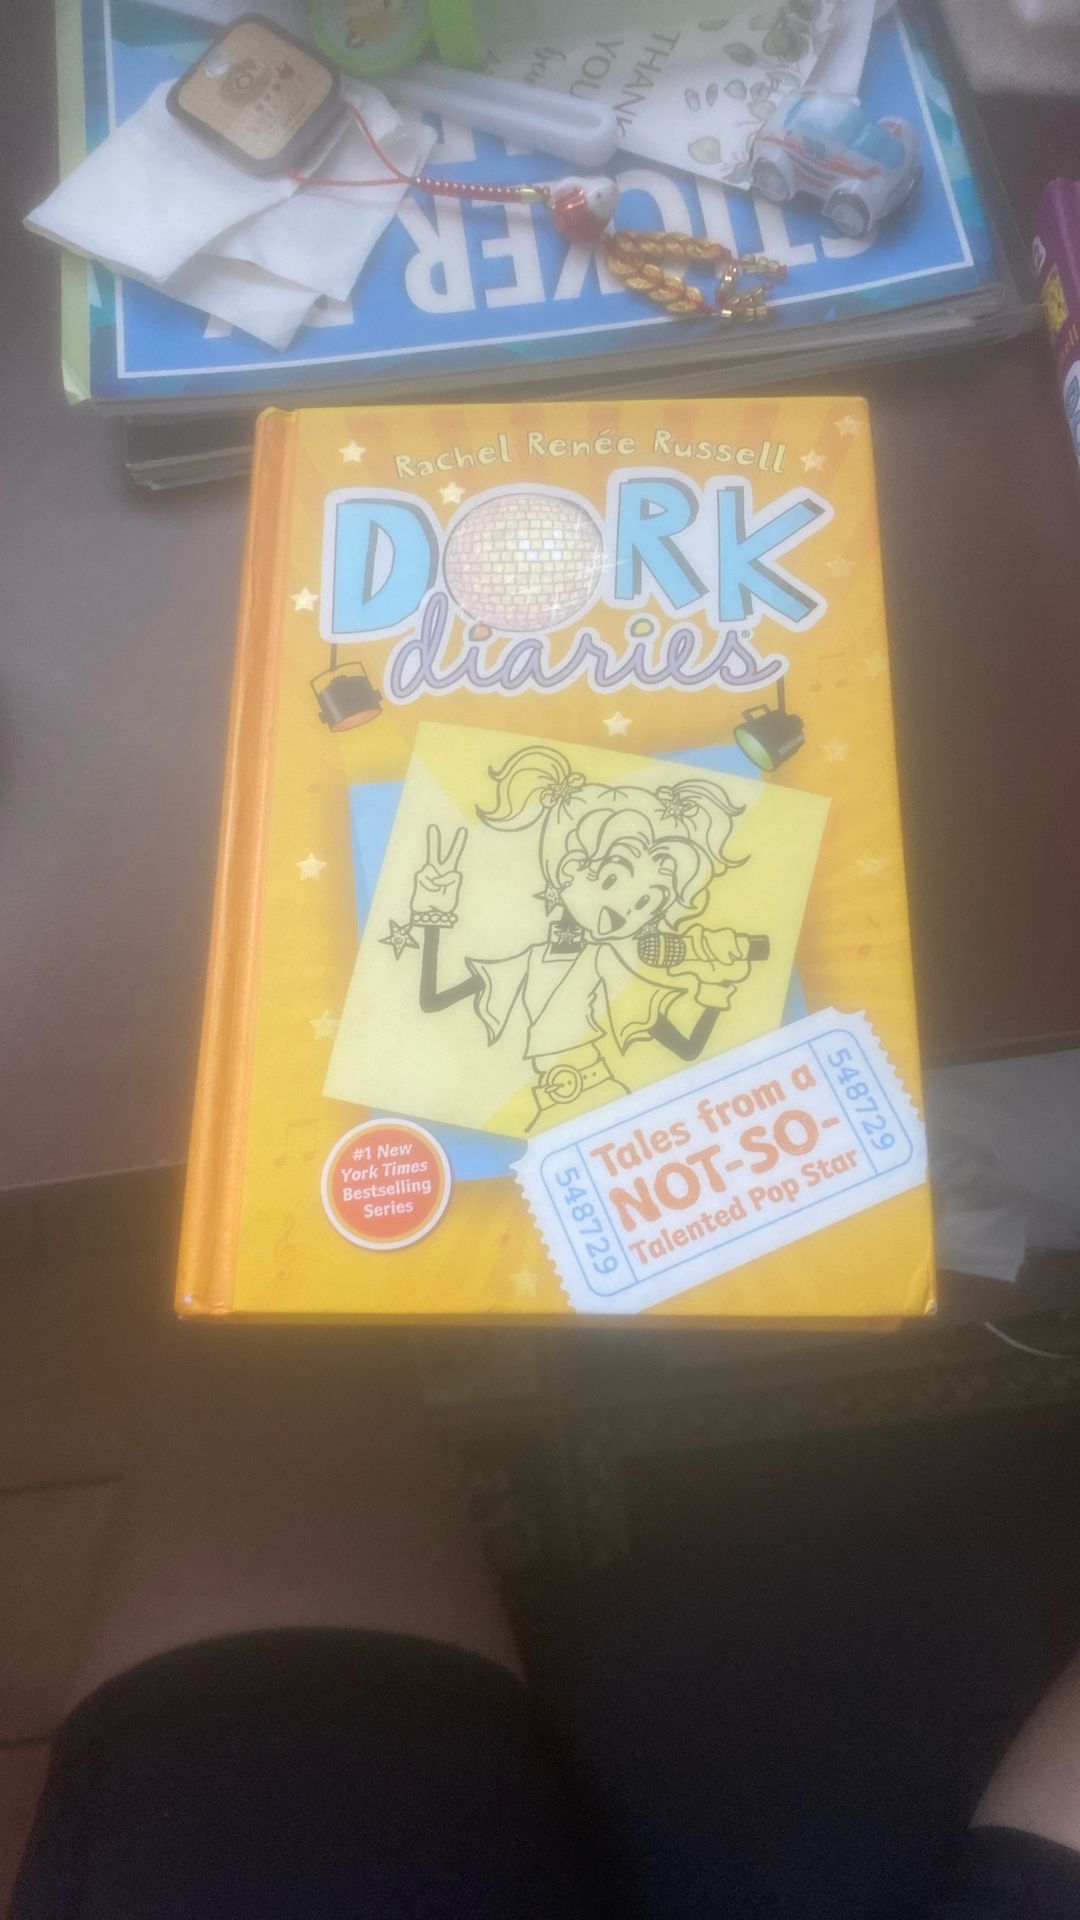 THANK
YOU
STICKER
Rachel Renée Russell
DORK
diaries®
#1 New
York Times
Bestselling
Series
548729
Tales from a
NOT-SO-
Talented Pop Star
548729